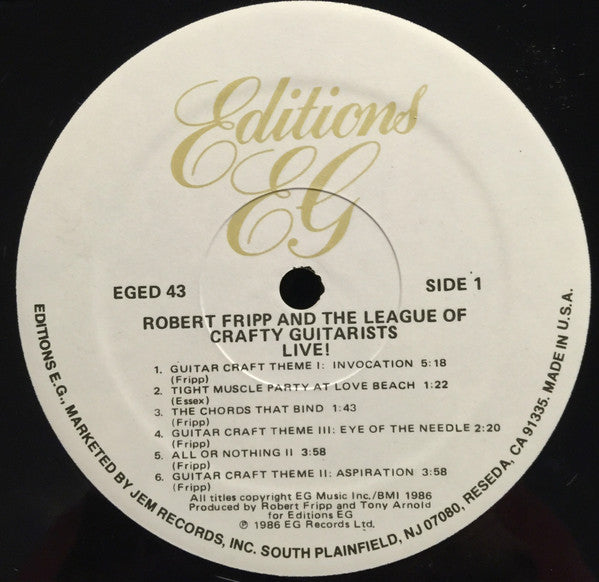 Editions
EG
EGED 43
SIDE 1
ROBERT FRIPP AND THE LEAGUE OF
CRAFTY GUITARISTS
LIVE!
1. GUITAR CRAFT THEME I: INVOCATION 5:18
(Fripp)
2. TIGHT MUSCLE PARTY AT LOVE BEACH 1:22
(Essex)
3. THE CHORDS THAT BIND 1:43
(Fripp)
4. GUITAR CRAFT THEME III: EYE OF THE NEEDLE 2:20
(Fripp)
5. ALL OR NOTHING II 3:58
(Fripp)
6. GUITAR CRAFT THEME II: ASPIRATION 3:58
(Fripp)
All titles copyright EG Music Inc./BMI 1986
Produced by Robert Fripp and Tony Arnold
for Editions EG
℗ 1986 EG Records Ltd.
EDITIONS E.G., MARKETED BY JEM RECORDS, INC. SOUTH PLAINFIELD, NJ 07080, RESEDA, CA 91335. MADE IN U.S.A.